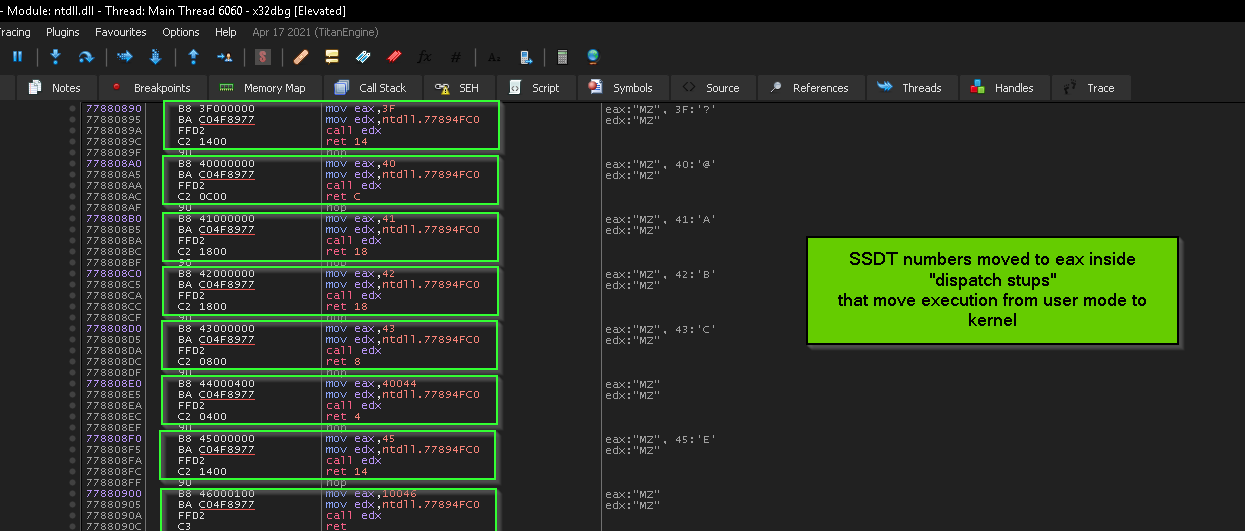 - Module: ntdll.dll - Thread: Main Thread 6060 - x32dbg [Elevated]
Tracing Plugins Favourites Options Help Apr 17 2021 (TitanEngine)
Notes Breakpoints Memory Map Call Stack SEH Script Symbols Source References Threads Handles Trace
77880890 B8 3F000000 mov eax,3F eax:"MZ", 3F:'?'
77880895 BA C04F8977 mov edx,ntdll.77894FC0 edx:"MZ"
7788089A FFD2 call edx
7788089C C2 1400 ret 14
7788089F 90 nop
778808A0 B8 40000000 mov eax,40 eax:"MZ", 40:'@'
778808A5 BA C04F8977 mov edx,ntdll.77894FC0 edx:"MZ"
778808AA FFD2 call edx
778808AC C2 0C00 ret C
778808AF 90 nop
778808B0 B8 41000000 mov eax,41 eax:"MZ", 41:'A'
778808B5 BA C04F8977 mov edx,ntdll.77894FC0 edx:"MZ"
778808BA FFD2 call edx
778808BC C2 1800 ret 18
778808BF 90 nop
778808C0 B8 42000000 mov eax,42 eax:"MZ", 42:'B'
778808C5 BA C04F8977 mov edx,ntdll.77894FC0 edx:"MZ"
778808CA FFD2 call edx
778808CC C2 1800 ret 18
778808CF 90 nop
778808D0 B8 43000000 mov eax,43 eax:"MZ", 43:'C'
778808D5 BA C04F8977 mov edx,ntdll.77894FC0 edx:"MZ"
778808DA FFD2 call edx
778808DC C2 0800 ret 8
778808DF 90 nop
778808E0 B8 44000400 mov eax,40044 eax:"MZ"
778808E5 BA C04F8977 mov edx,ntdll.77894FC0 edx:"MZ"
778808EA FFD2 call edx
778808EC C2 0400 ret 4
778808EF 90 nop
778808F0 B8 45000000 mov eax,45 eax:"MZ", 45:'E'
778808F5 BA C04F8977 mov edx,ntdll.77894FC0 edx:"MZ"
778808FA FFD2 call edx
778808FC C2 1400 ret 14
778808FF 90 nop
77880900 B8 46000100 mov eax,10046 eax:"MZ"
77880905 BA C04F8977 mov edx,ntdll.77894FC0 edx:"MZ"
7788090A FFD2 call edx
7788090C C3 ret
SSDT numbers moved to eax inside
"dispatch stups"
that move execution from user mode to
kernel